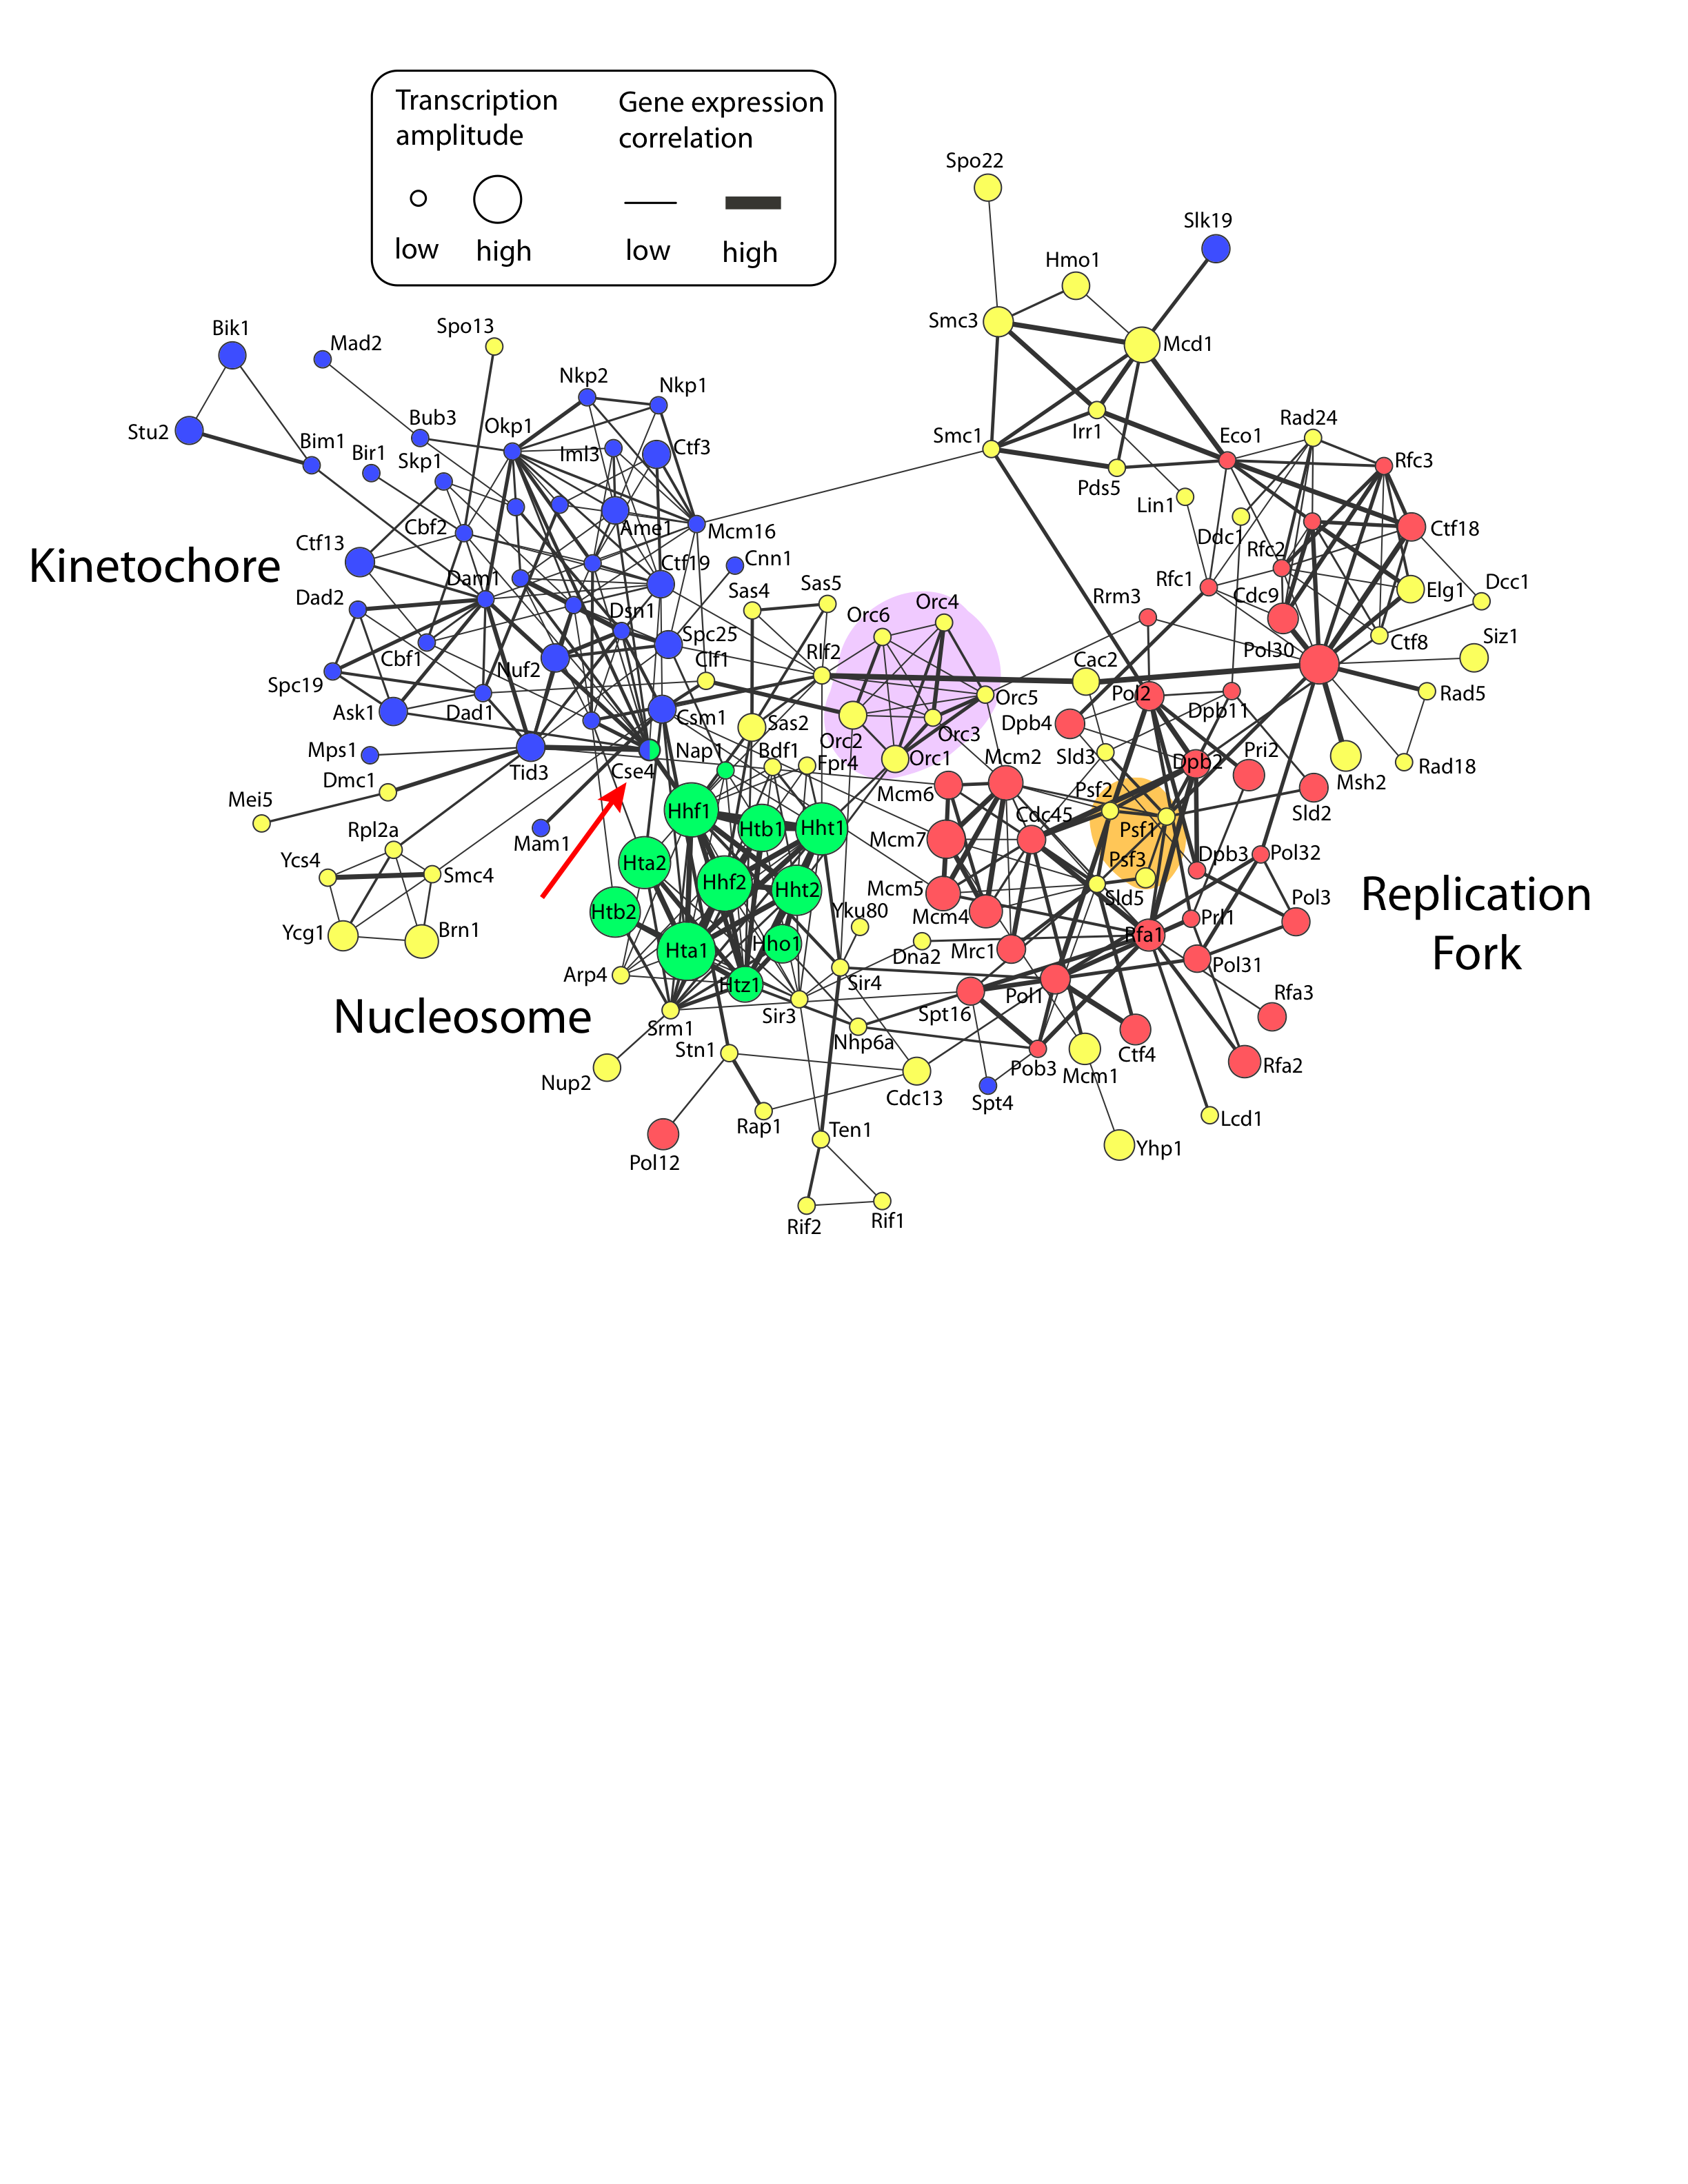 Transcription
amplitude
Gene expression
correlation
low
high
low
high
Spo22
Slk19
Hmo1
Smc3
Mcd1
Bik1
Mad2
Spo13
Nkp2
Nkp1
Stu2
Bub3
Okp1
Bim1
Bir1
Skp1
Iml3
Ctf3
Smc1
Irr1
Eco1
Rad24
Rfc3
Pds5
Lin1
Ctf13
Cbf2
Ame1
Mcm16
Ddc1
Rfc2
Ctf18
Kinetochore
Dam1
Ctf19
Cnn1
Rfc1
Cdc9
Elg1
Dcc1
Dad2
Dsn1
Sas4
Sas5
Orc6
Orc4
Rrm3
Ctf8
Siz1
Cbf1
Nuf2
Spc25
Clf1
Rlf2
Cac2
Pol30
Spc19
Ask1
Dad1
Csm1
Sas2
Orc2
Orc3
Orc5
Orc1
Dpb4
Pol2
Dpb11
Rad5
Mps1
Tid3
Cse4
Nap1
Bdf1
Fpr4
Mcm2
Sld3
Dpb2
Pri2
Msh2
Rad18
Dmc1
Mei5
Mam1
Hhf1
Htb1
Hht1
Mcm6
Cdc45
Psf2
Psf1
Sld2
Rpl2a
Ycs4
Smc4
Hta2
Hhf2
Hht2
Mcm7
Psf3
Dpb3
Pol32
Mcm5
Mcm4
Sld5
Pol3
Replication
Fork
Ycg1
Brn1
Htb2
Hta1
Hho1
Yku80
Dna2
Mrc1
Rfa1
Prl1
Pol31
Nucleosome
Arp4
Htz1
Sir3
Sir4
Spt16
Pol1
Rfa3
Srm1
Stn1
Nhp6a
Pob3
Mcm1
Ctf4
Rfa2
Nup2
Rap1
Cdc13
Spt4
Lcd1
Pol12
Ten1
Yhp1
Rif2
Rif1